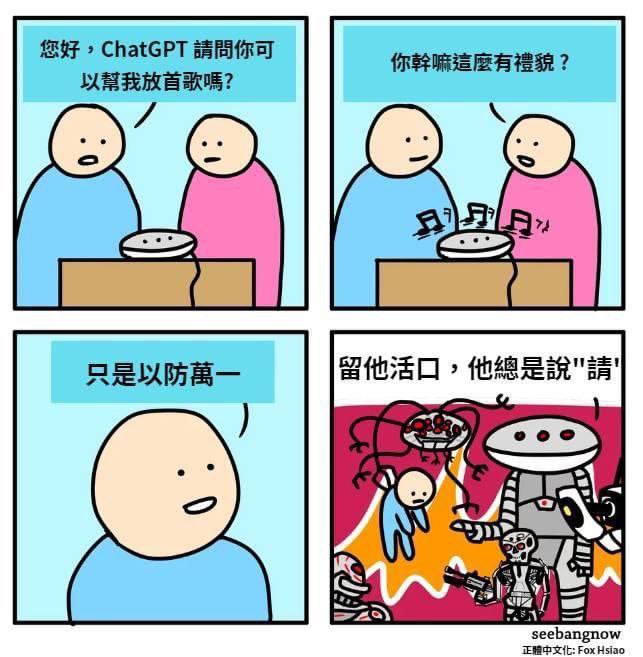 您好，ChatGPT 請問你可
以幫我放首歌嗎?
你幹嘛這麼有禮貌？
只是以防萬一
留他活口，他總是說"請"
seebangnow
正體中文化: Fox Hsiao